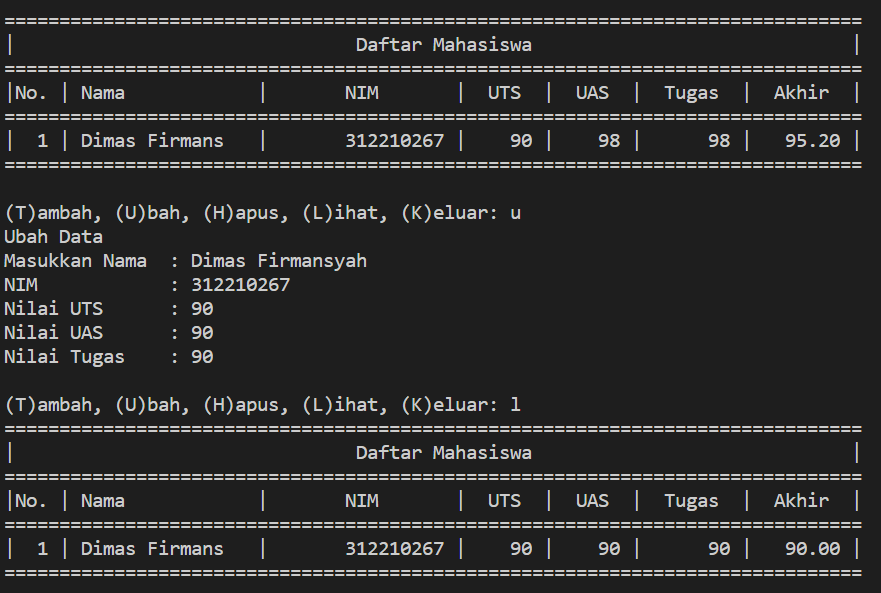 ==============================================================================
|                               Daftar Mahasiswa                             |
==============================================================================
|No. | Nama            |       NIM       |  UTS  |  UAS  |  Tugas  |  Akhir  |
==============================================================================
|  1 | Dimas Firmans   |       312210267 |    90 |    98 |      98 |   95.20 |
==============================================================================
(T)ambah, (U)bah, (H)apus, (L)ihat, (K)eluar: u
Ubah Data
Masukkan Nama  : Dimas Firmansyah
NIM            : 312210267
Nilai UTS      : 90
Nilai UAS      : 90
Nilai Tugas    : 90
(T)ambah, (U)bah, (H)apus, (L)ihat, (K)eluar: l
==============================================================================
|                               Daftar Mahasiswa                             |
==============================================================================
|No. | Nama            |       NIM       |  UTS  |  UAS  |  Tugas  |  Akhir  |
==============================================================================
|  1 | Dimas Firmans   |       312210267 |    90 |    90 |      90 |   90.00 |
==============================================================================